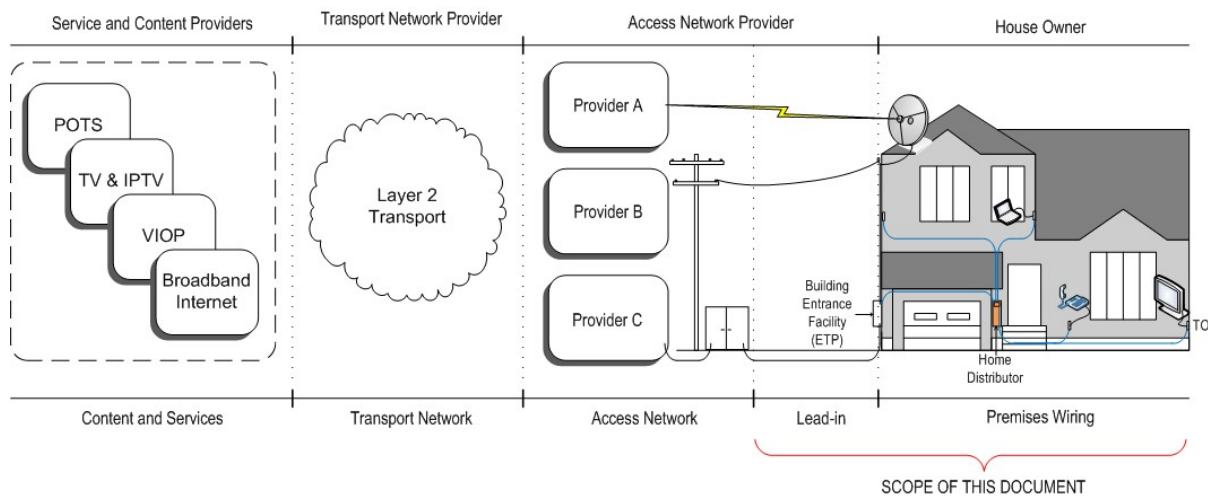 Service and Content Providers
Transport Network Provider
Access Network Provider
House Owner
POTS
TV & IPTV
VIOP
Broadband
Internet
Layer 2
Transport
Provider A
Provider B
Provider C
Building
Entrance
Facility
(ETP)
Home
Distributor
TO
Content and Services
Transport Network
Access Network
Lead-in
Premises Wiring
SCOPE OF THIS DOCUMENT